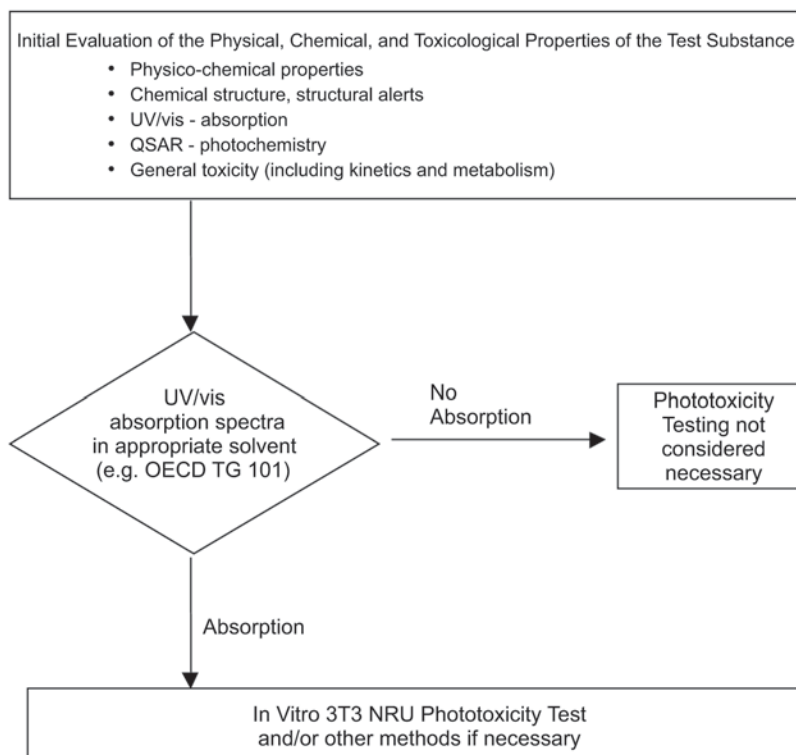 Initial Evaluation of the Physical, Chemical, and Toxicological Properties of the Test Substance
• Physico-chemical properties
• Chemical structure, structural alerts
• UV/vis - absorption
• QSAR - photochemistry
• General toxicity (including kinetics and metabolism)
UV/vis
absorption spectra
in appropriate solvent
(e.g. OECD TG 101)
No
Absorption
Phototoxicity
Testing not
considered
necessary
Absorption
In Vitro 3T3 NRU Phototoxicity Test
and/or other methods if necessary